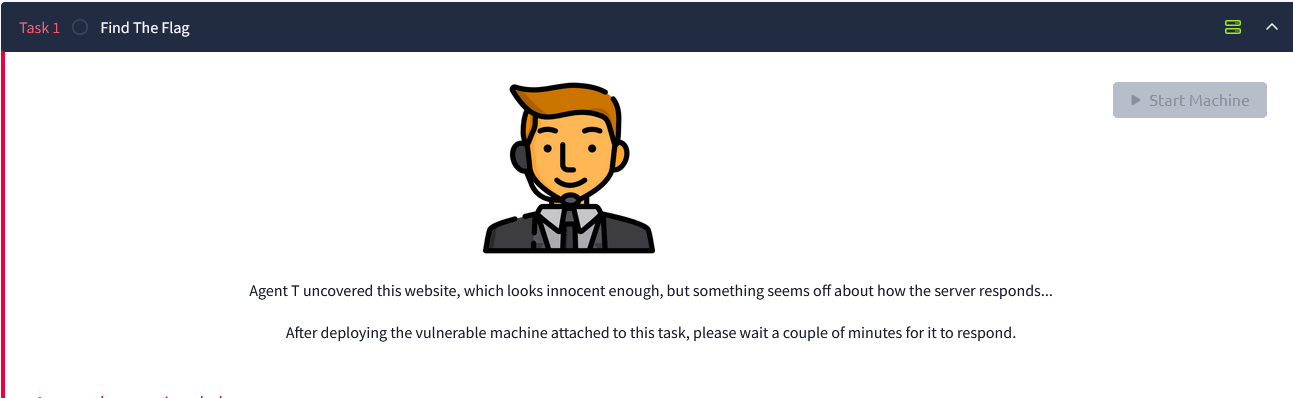 Task 1 Find The Flag
Start Machine
Agent T uncovered this website, which looks innocent enough, but something seems off about how the server responds...
After deploying the vulnerable machine attached to this task, please wait a couple of minutes for it to respond.